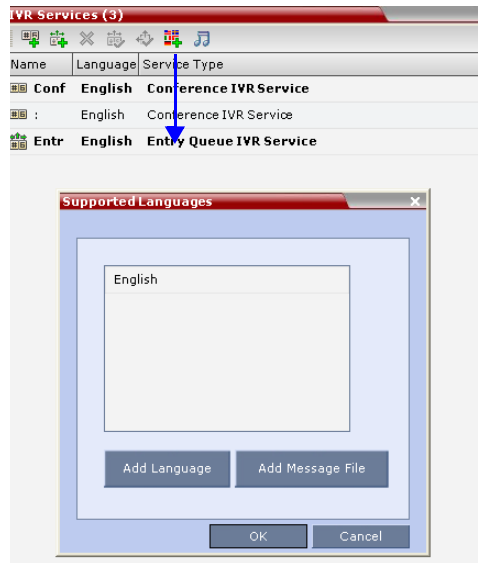 IVR Services (3)
Name Language Service Type
Conf English Conference IVR Service
: English Conference IVR Service
Entr English Entry Queue IVR Service
Supported Languages
English
Add Language Add Message File
OK Cancel